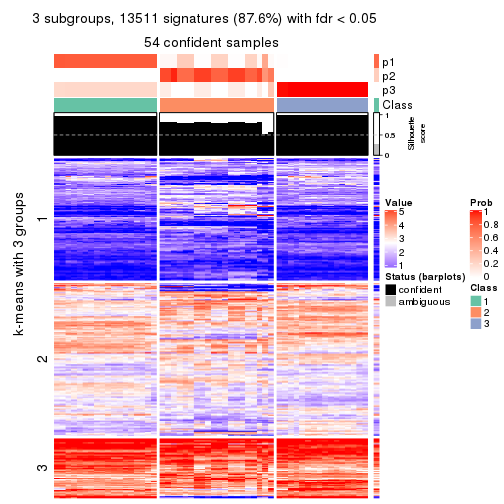 3 subgroups, 13511 signatures (87.6%) with fdr < 0.05
54 confident samples
p1
p2
p3
Class
1
0.5
0
Silhouette
score
k-means with 3 groups
1
2
3
Value
5
4
3
2
1
Status (barplots)
confident
ambiguous
Prob
1
0.8
0.6
0.4
0.2
0
Class
1
2
3